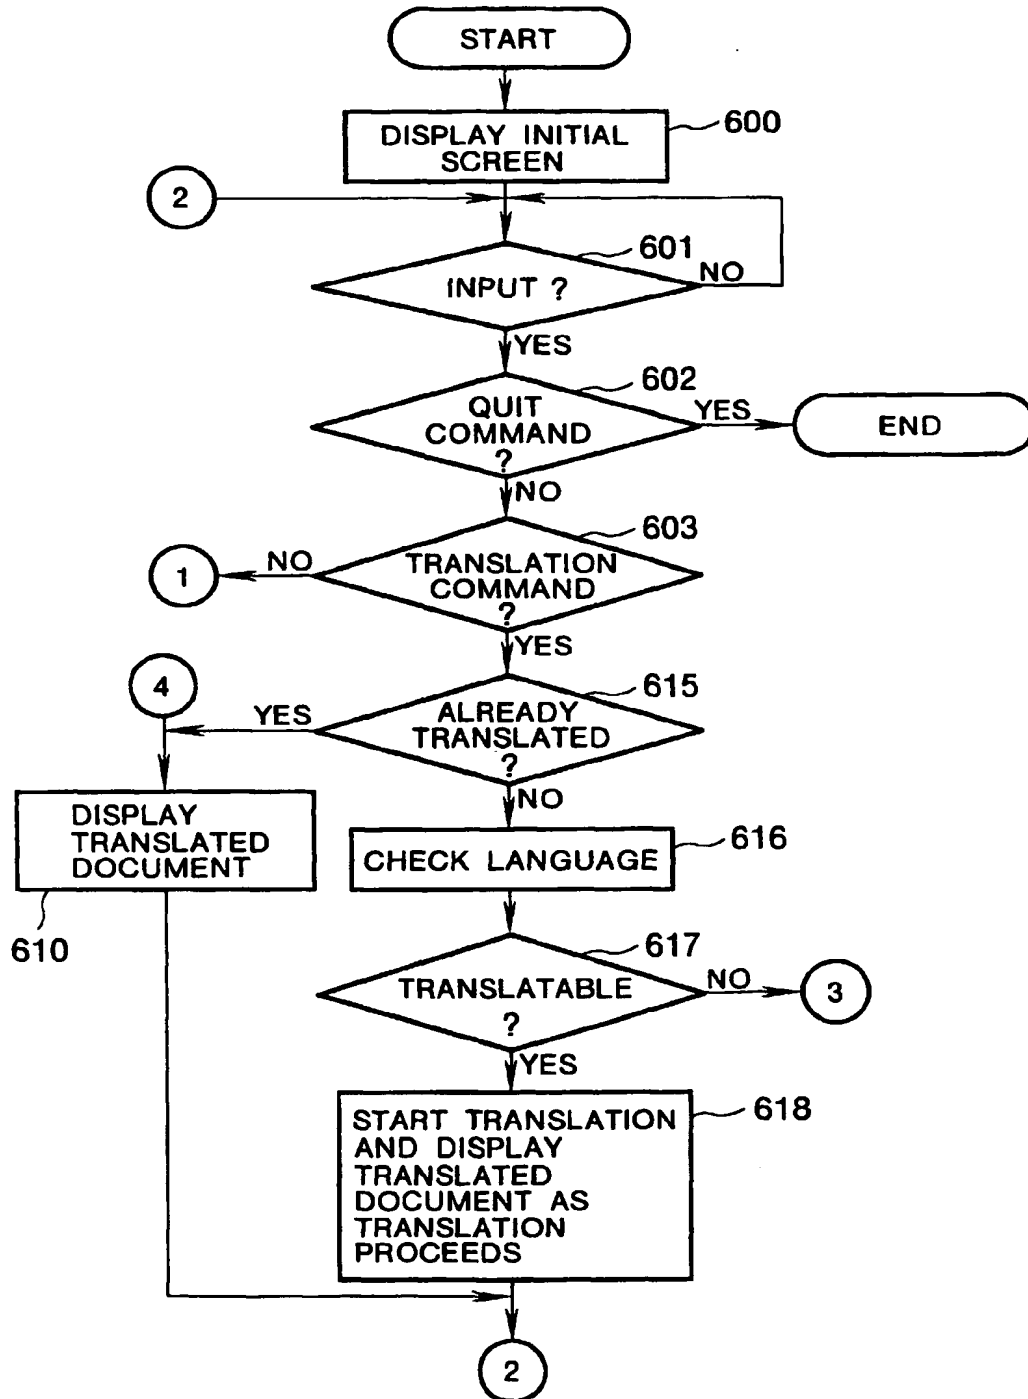 START
DISPLAY INITIAL
SCREEN
600
2
601
INPUT ?
NO
YES
602
QUIT
COMMAND
?
YES
END
NO
603
TRANSLATION
COMMAND
?
NO
1
YES
4
615
ALREADY
TRANSLATED
?
YES
NO
DISPLAY
TRANSLATED
DOCUMENT
610
CHECK LANGUAGE
616
617
TRANSLATABLE
?
NO
3
YES
START TRANSLATION
AND DISPLAY
TRANSLATED
DOCUMENT AS
TRANSLATION
PROCEEDS
618
2